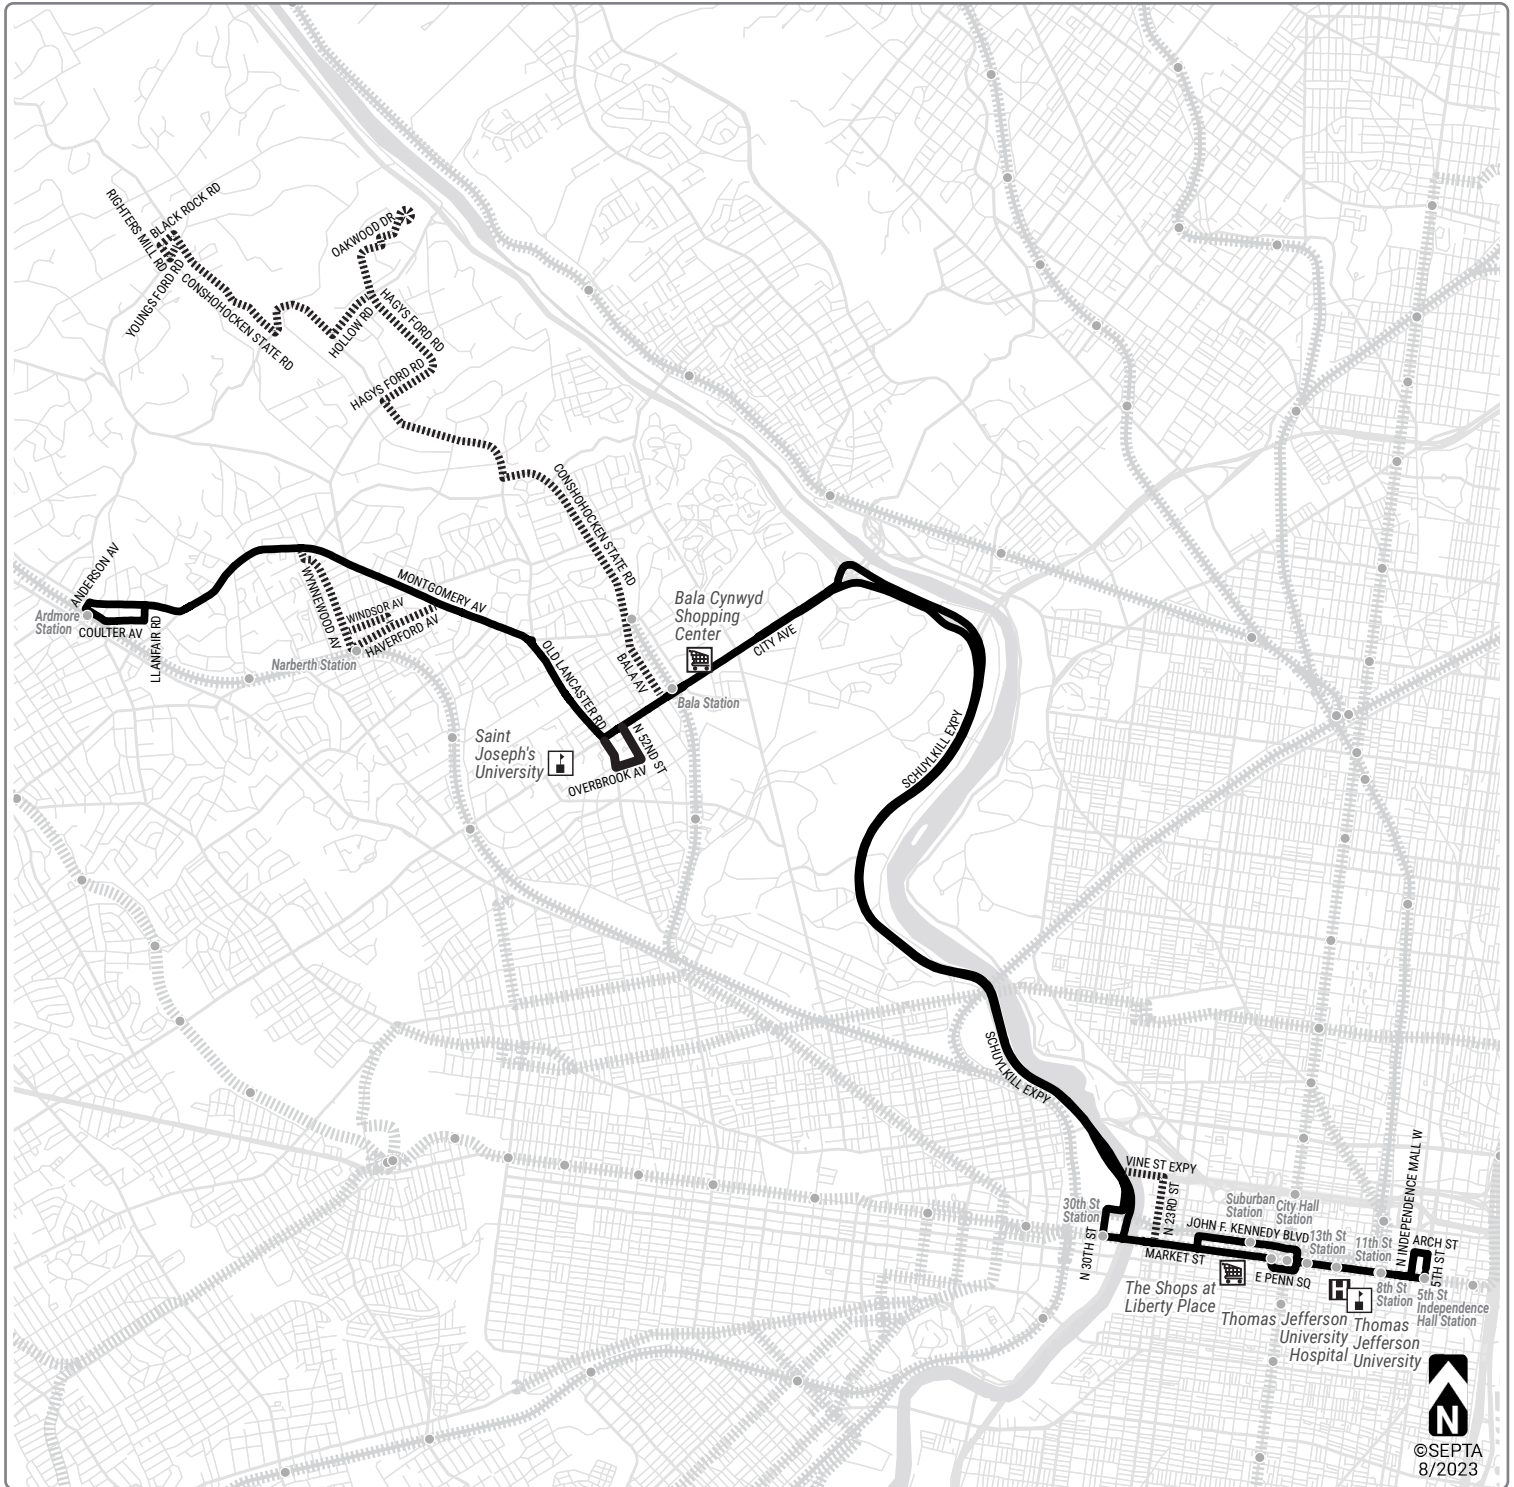 BLACK ROCK RD
RIGHTERS MILL RD
OAKWOOD DR
YOUNGS FORD RD
CONSHOHOCKEN STATE RD
HOLLOW RD
HAGYS FORD RD
HAGYS FORD RD
CONSHOHOCKEN STATE RD
ANDERSON AV
Ardmore
Station
COULTER AV
LLANFAIR RD
WYNNEWOOD AV
MONTGOMERY AV
WINDSOR AV
HAVERFORD AV
Narberth Station
OLD LANCASTER RD
BALA AV
Bala Cynwyd
Shopping
Center
CITY AVE
Bala Station
Saint
Joseph's
University
N 52ND ST
OVERBROOK AV
SCHUYLKILL EXPY
SCHUYLKILL EXPY
VINE ST EXPY
N 23RD ST
30th St
Station
N 30TH ST
MARKET ST
Suburban
Station
City Hall
Station
JOHN F. KENNEDY BLVD
13th St
Station
11th St
Station
N INDEPENDENCE MALL W
ARCH ST
5TH ST
E PENN SQ
8th St
Station
5th St
Independence
Hall Station
The Shops at
Liberty Place
H
Thomas Jefferson
University
Hospital
Thomas
Jefferson
University
N
©SEPTA
8/2023